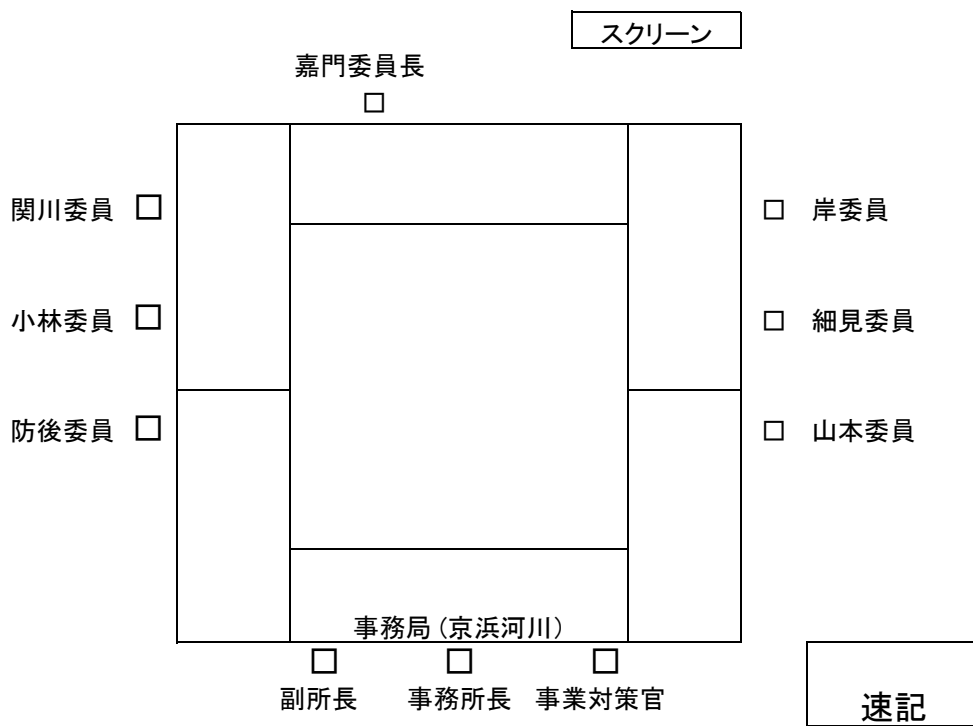 スクリーン
嘉門委員長
関川委員
岸委員
小林委員
細見委員
防後委員
山本委員
事務局（京浜河川）
副所長
事務所長
事業対策官
速記